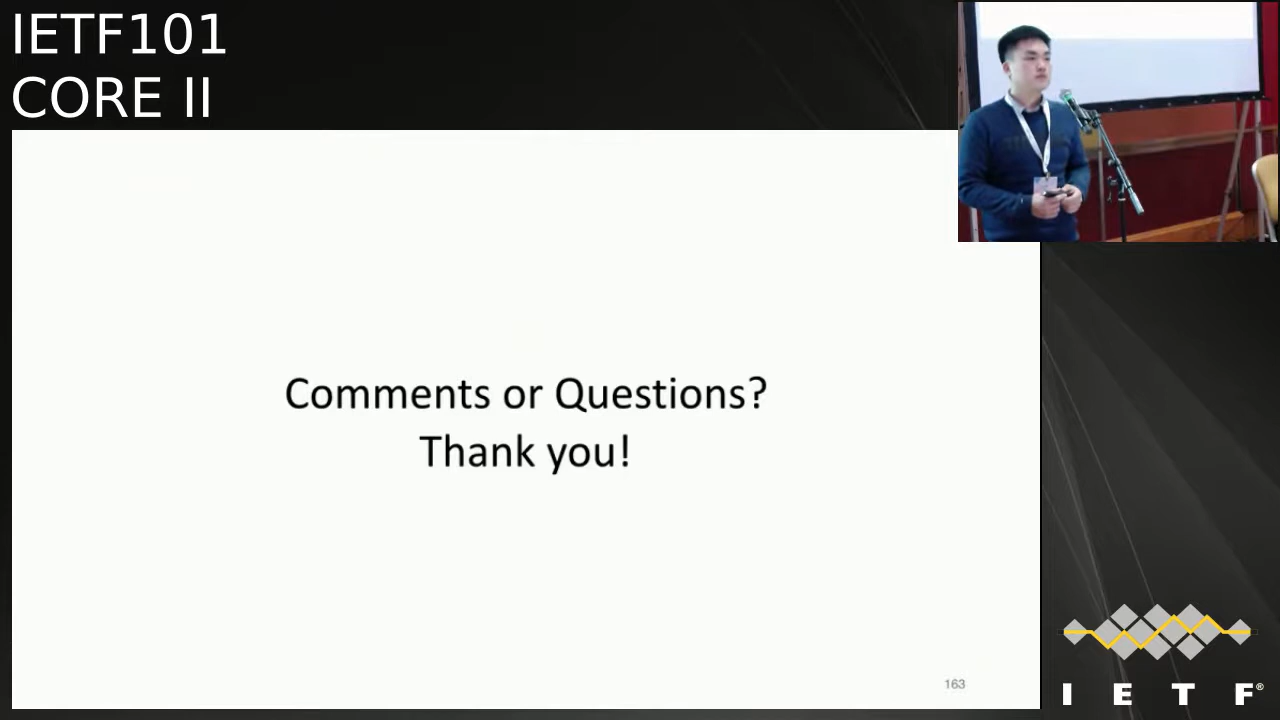 IETF101
CORE II
Comments or Questions?
Thank you!
163
I E T F®